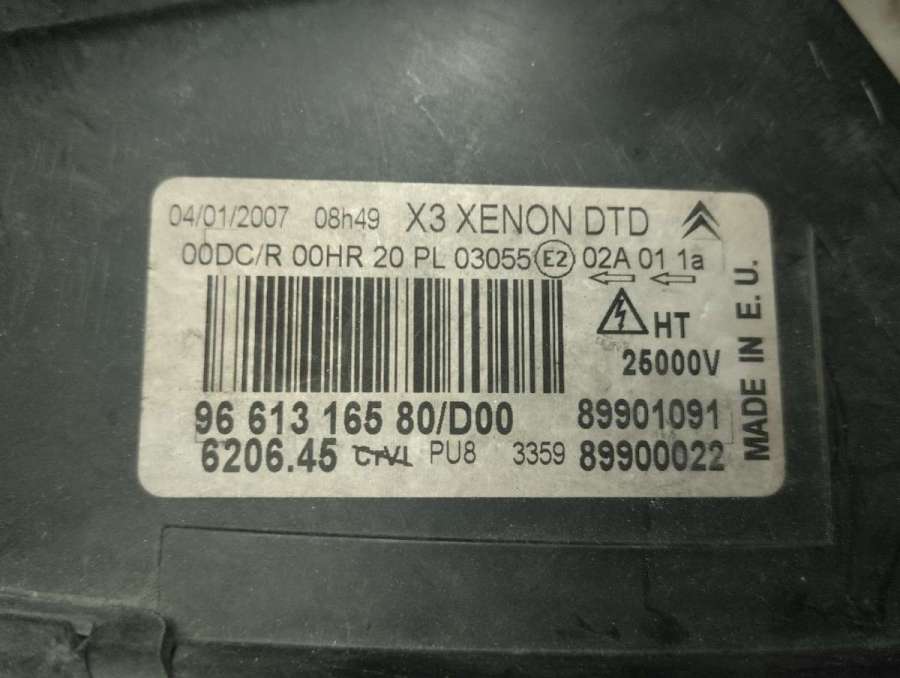 04/01/2007 08h49 X3 XENON DTD
00DC/R 00HR 20 PL 03055 E2 02A 01 1a
HT
25000V
96 613 165 80/D00 89901091
6206.45 PU8 3359 89900022
MADE IN E. U.